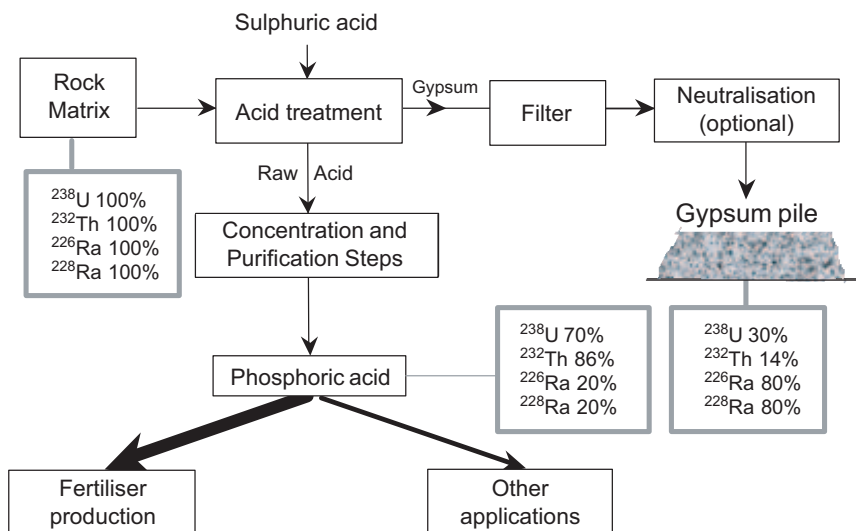 Sulphuric acid
Rock
Matrix
Acid treatment
Gypsum
Filter
Neutralisation
(optional)
Raw Acid
²³⁸U 100%
²³²Th 100%
²²⁶Ra 100%
²²⁸Ra 100%
Concentration and
Purification Steps
Gypsum pile
Phosphoric acid
²³⁸U 70%
²³²Th 86%
²²⁶Ra 20%
²²⁸Ra 20%
²³⁸U 30%
²³²Th 14%
²²⁶Ra 80%
²²⁸Ra 80%
Fertiliser
production
Other
applications